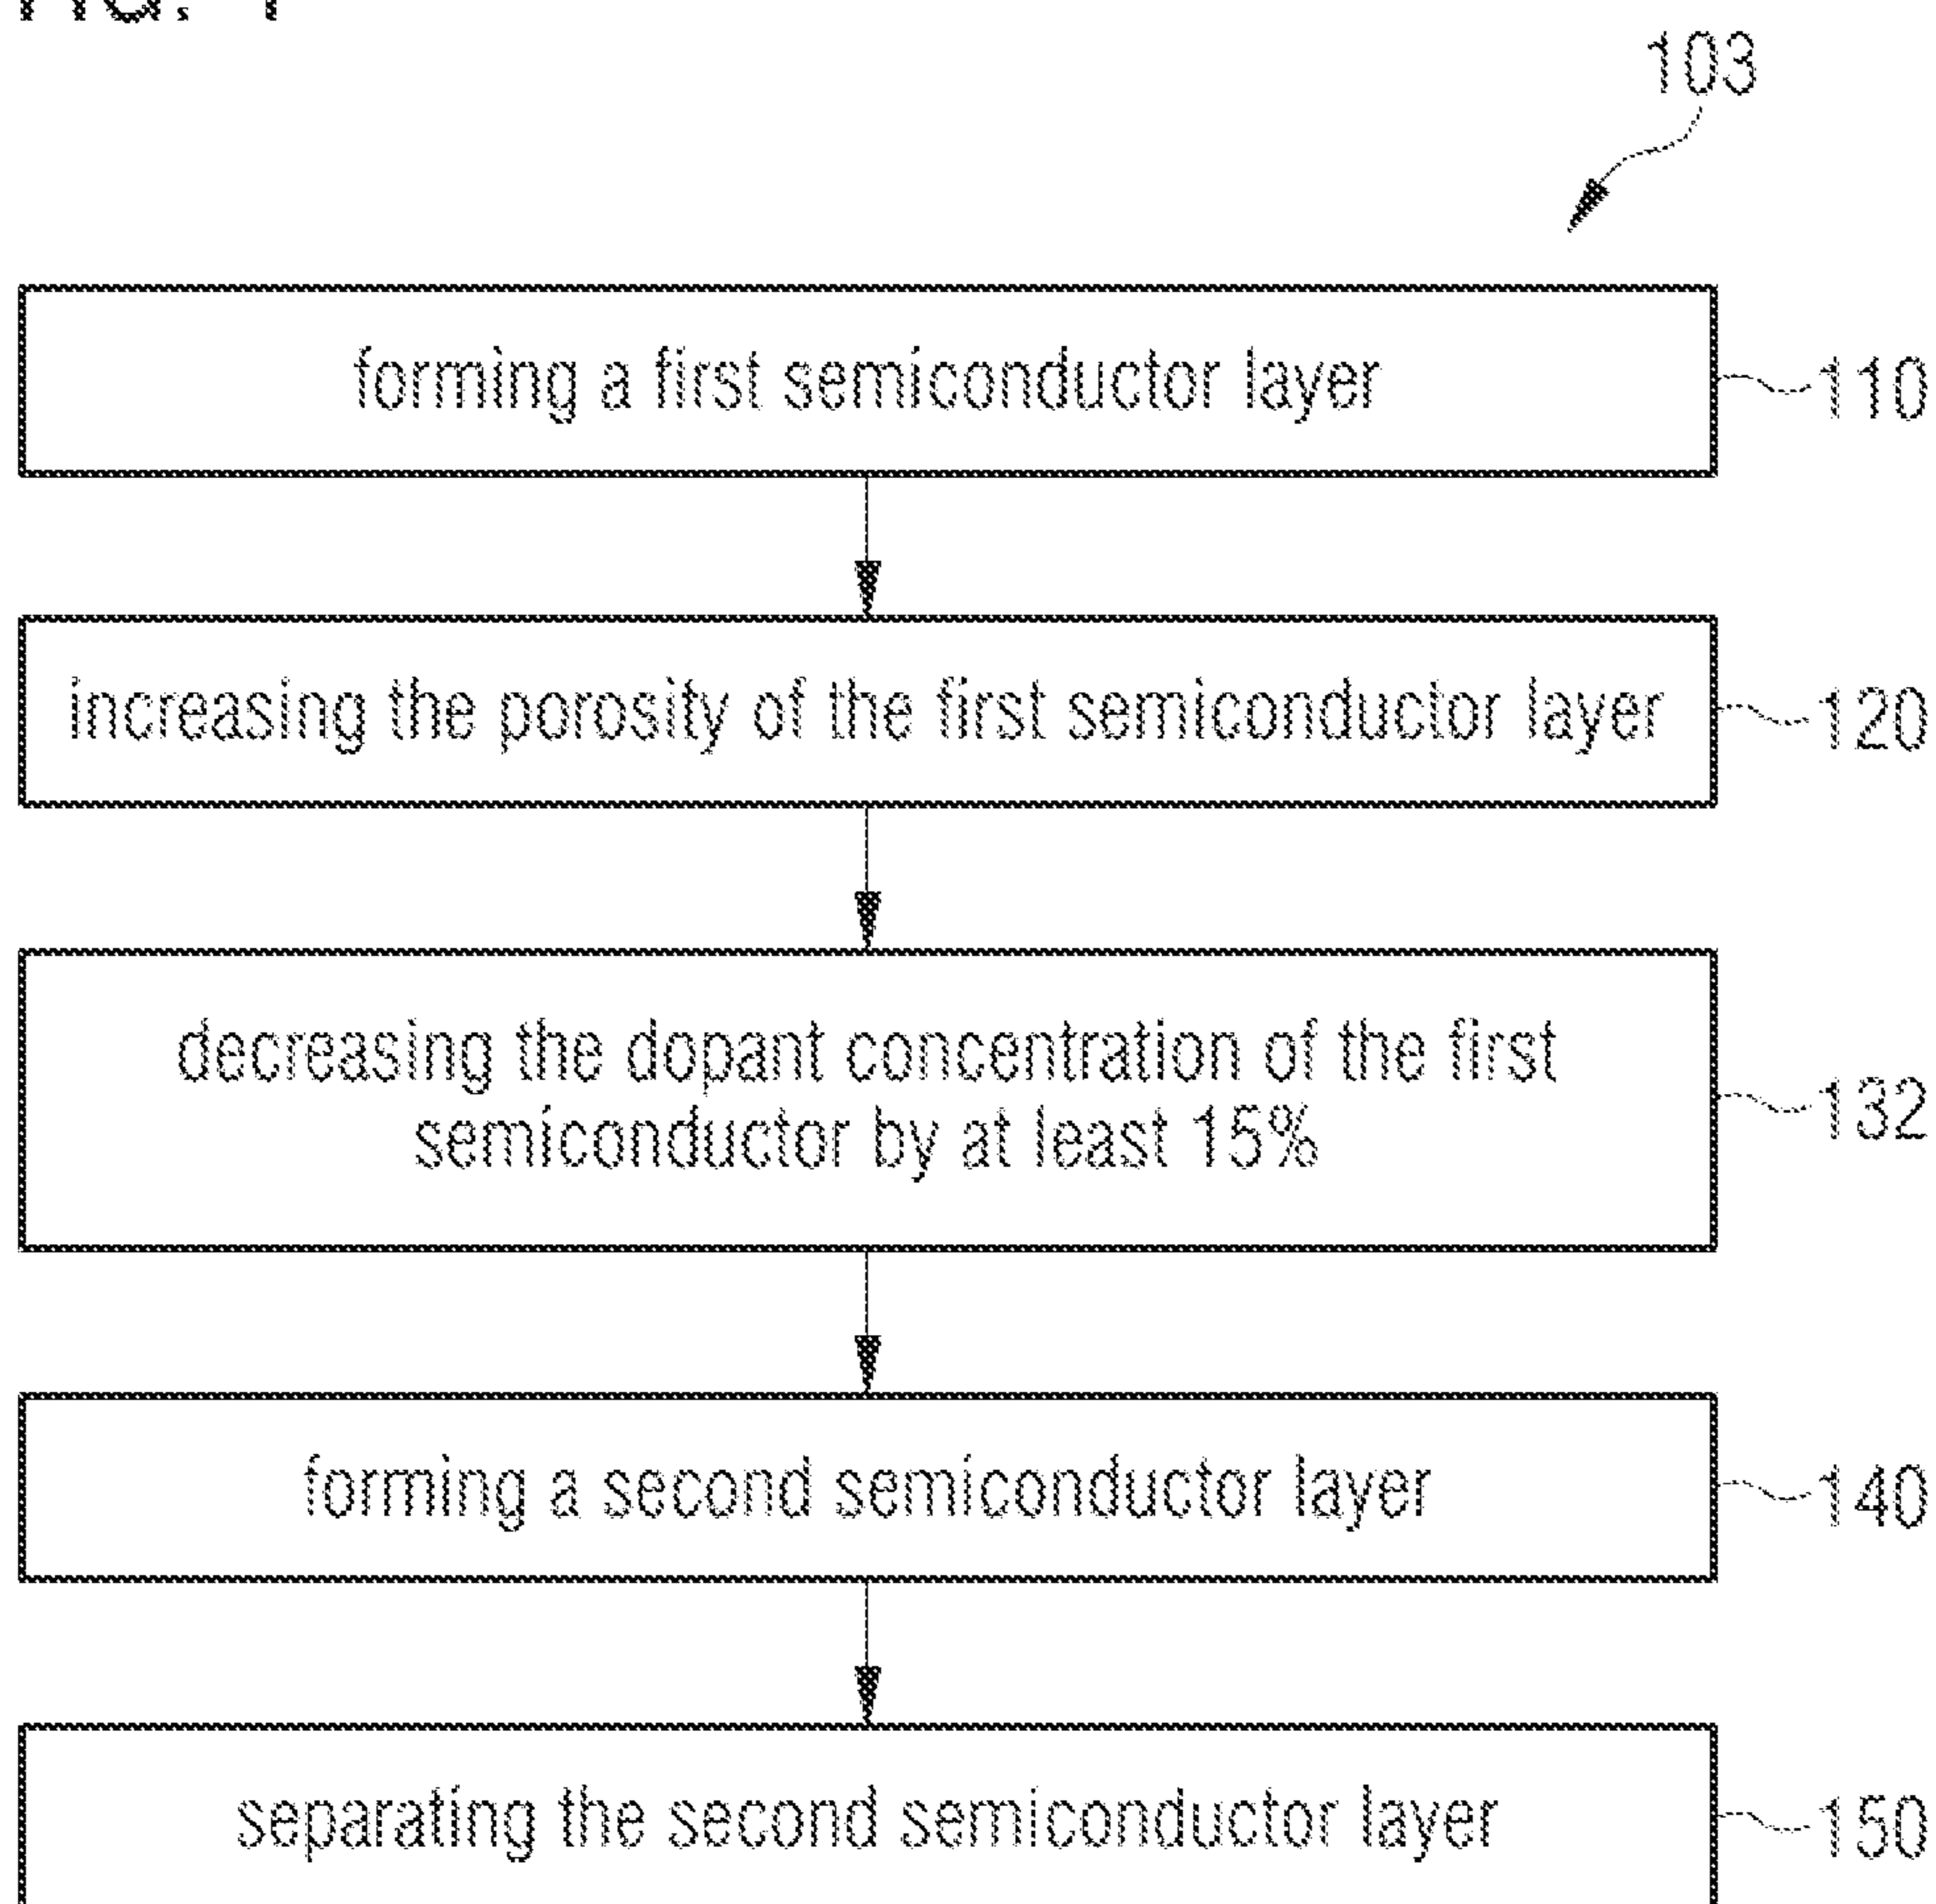 103
forming a first semiconductor layer
110
increasing the porosity of the first semiconductor layer
120
decreasing the dopant concentration of the first
semiconductor by at least 15%
132
forming a second semiconductor layer
140
separating the second semiconductor layer
150